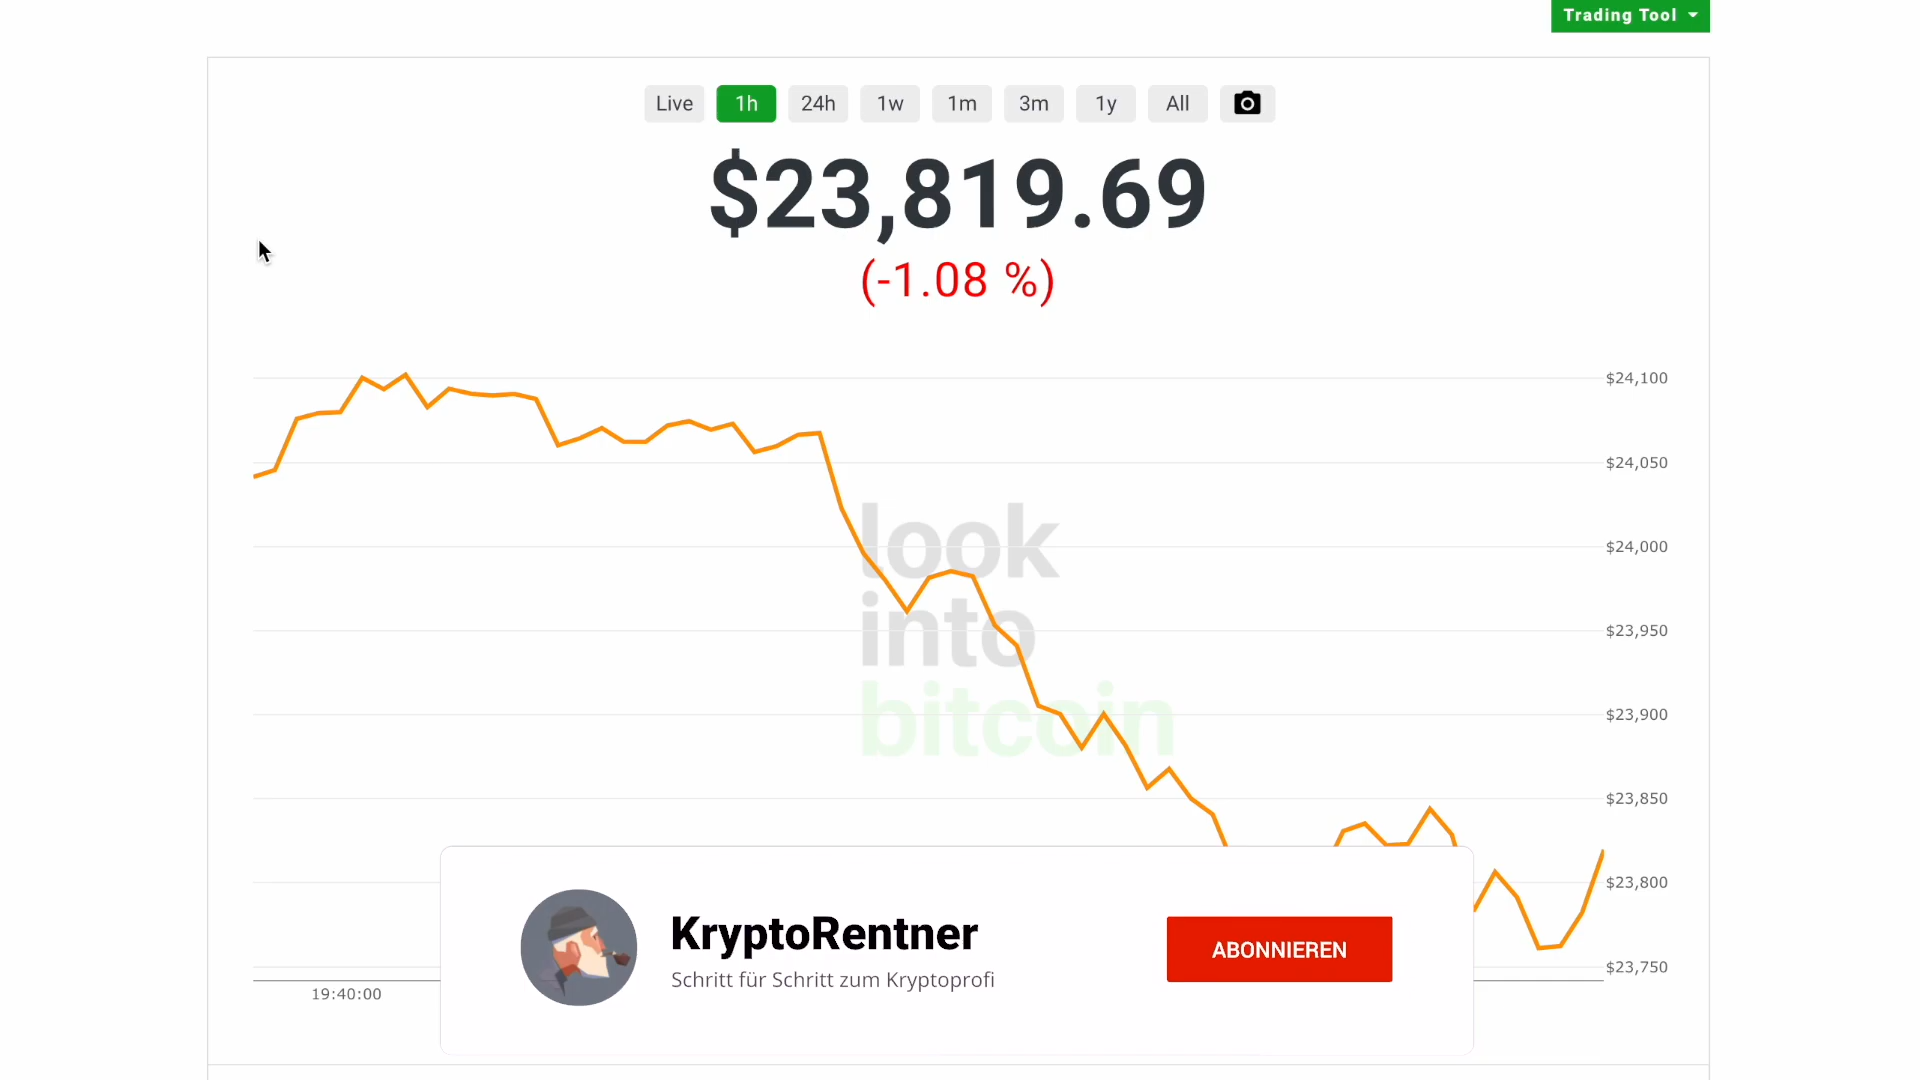 Trading Tool
Live 1h 24h 1w 1m 3m 1y All
$23,819.69
(-1.08 %)
$24,100
$24,050
look
$24,000
into
$23,950
bitcoin
$23,900
$23,850
$23,800
KryptoRentner
ABONNIEREN
Schritt für Schritt zum Kryptoprofi
$23,750
19:40:00